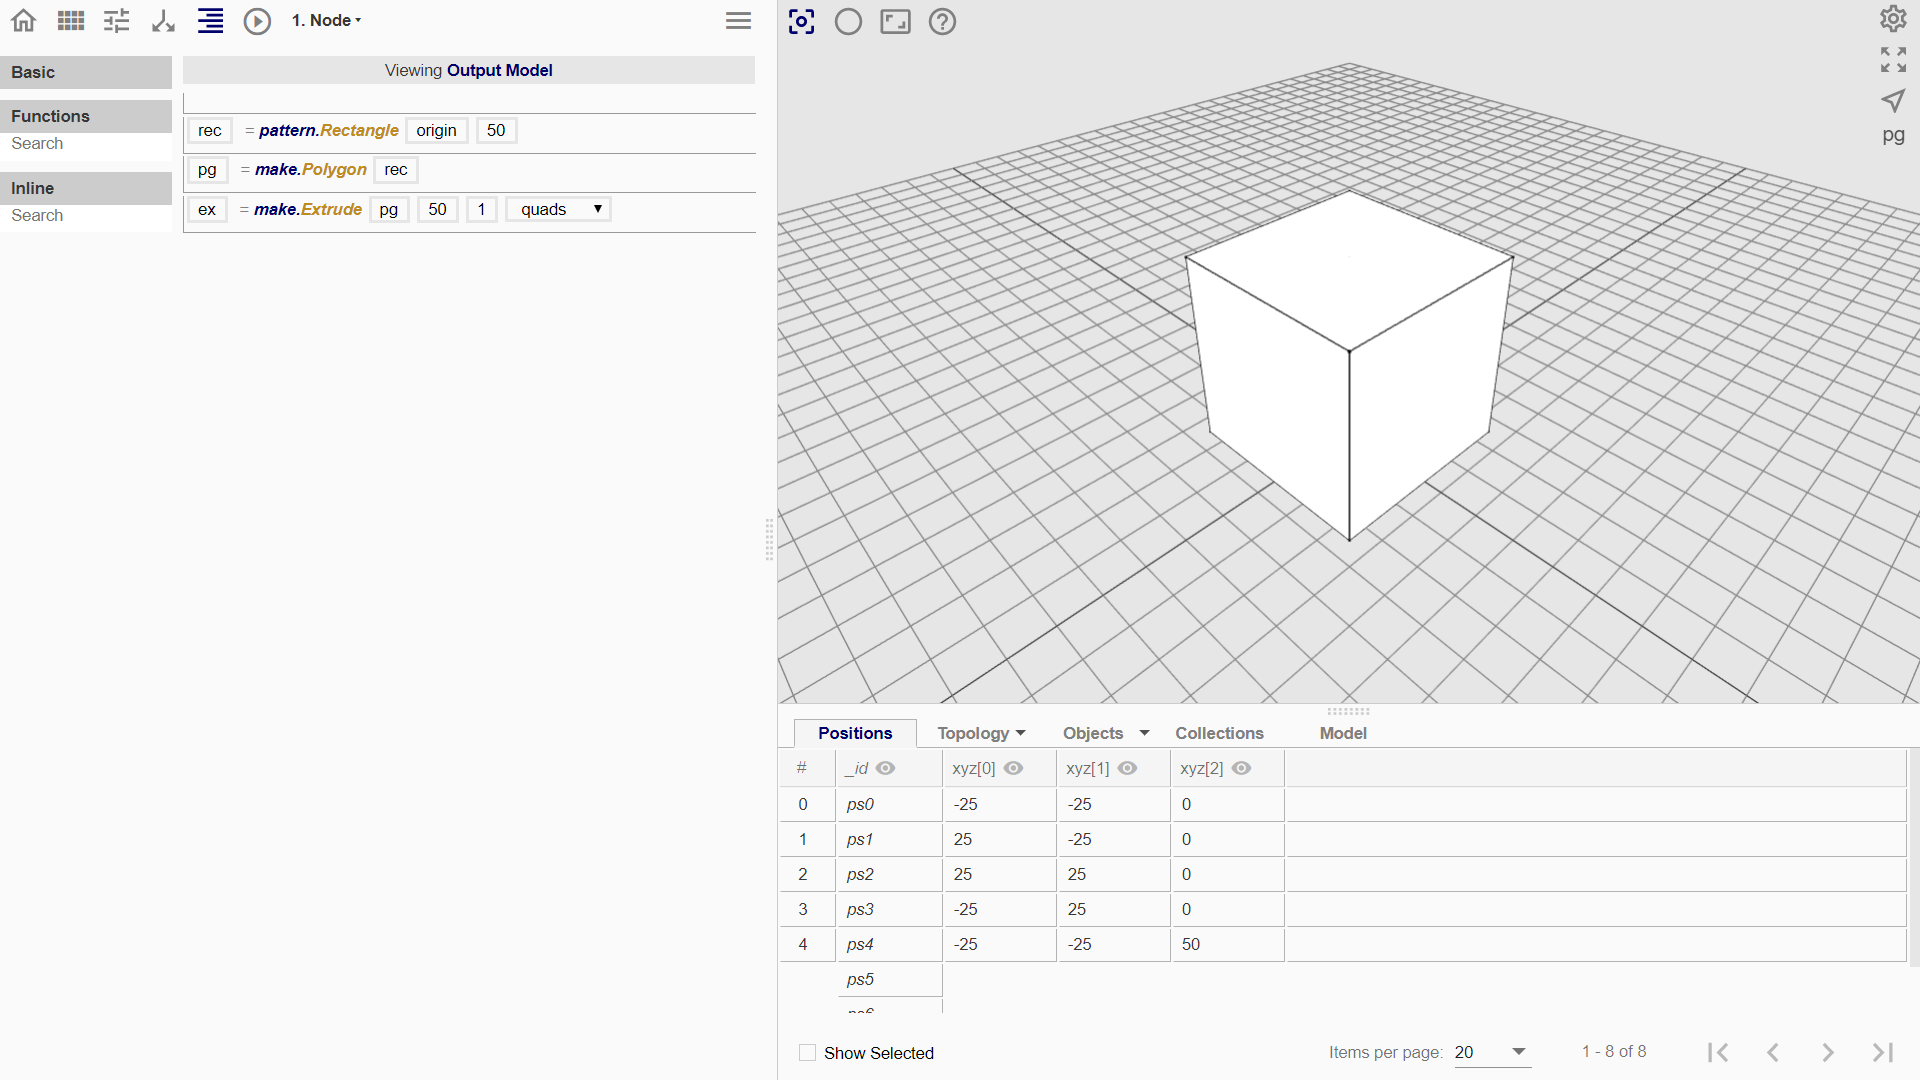 1. Node
Basic
Functions
Search
Inline
Search
Viewing Output Model
rec = pattern.Rectangle origin 50
pg = make.Polygon rec
ex = make.Extrude pg 50 1 quads
pg
Positions Topology Objects Collections Model
# _id xyz[0] xyz[1] xyz[2]
0 ps0 -25 -25 0
1 ps1 25 -25 0
2 ps2 25 25 0
3 ps3 -25 25 0
4 ps4 -25 -25 50
ps5
Show Selected Items per page: 20 1 - 8 of 8